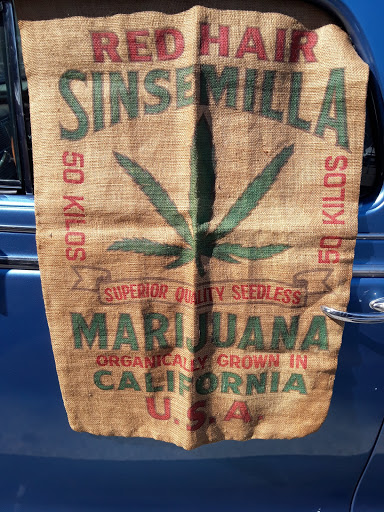 RED HAIR
SINSEMILLA
50 KILOS
50 KILOS
SUPERIOR QUALITY SEEDLESS
MARIJUANA
ORGANICALLY GROWN IN
CALIFORNIA
U.S.A.